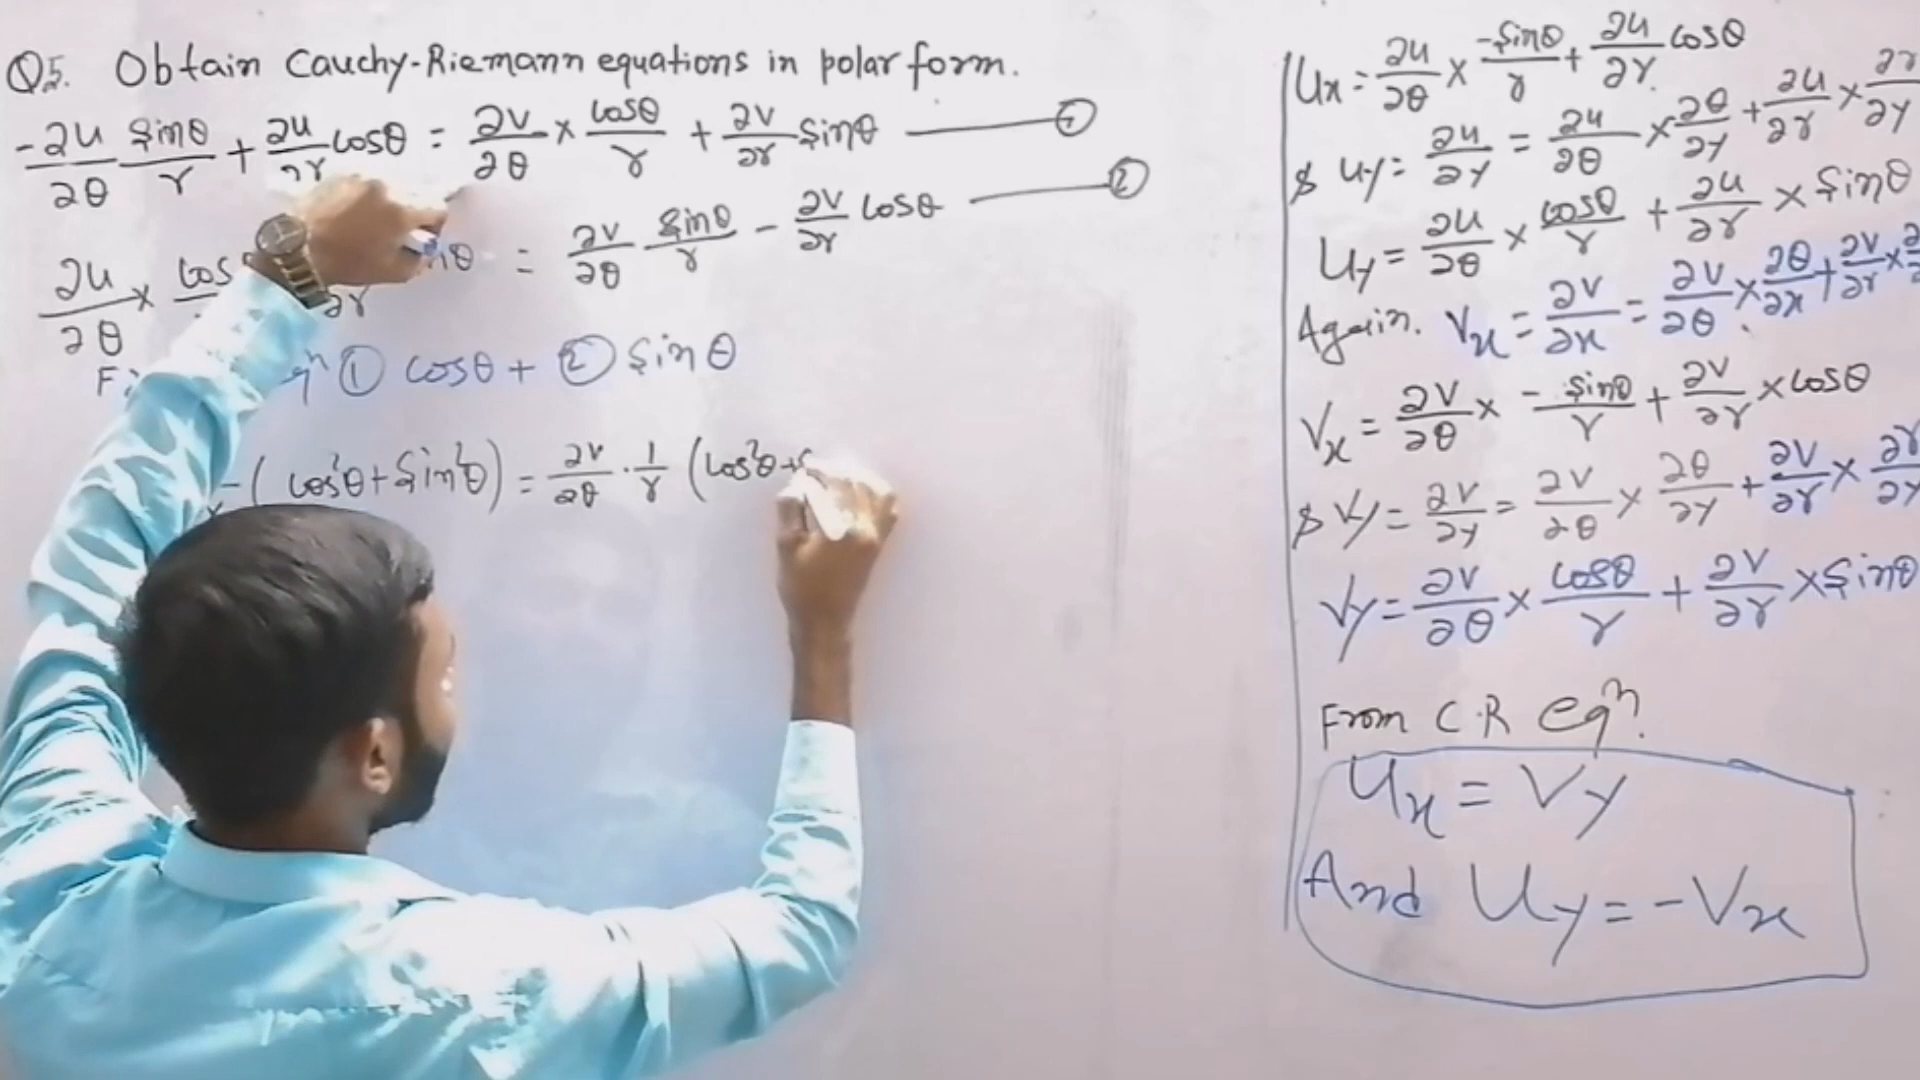 Q5. Obtain Cauchy-Riemann equations in polar form.
-∂u/∂θ sinθ/r + ∂u/∂r cosθ = ∂v/∂θ × cosθ/r + ∂v/∂r sinθ — ①
∂u/∂θ × cos ∂r nθ = ∂v/∂θ sinθ/r - ∂v/∂r cosθ — ②
① cosθ + ② sinθ
(cos²θ + sin²θ) = ∂v/∂θ · 1/r (cos²θ +
Ux = ∂u/∂θ × -sinθ/r + ∂u/∂r cosθ
& Uy = ∂u/∂y = ∂u/∂θ × ∂θ/∂y + ∂u/∂r × ∂r/∂y
Uy = ∂u/∂θ × cosθ/r + ∂u/∂r × sinθ
Again. Vx = ∂v/∂x = ∂v/∂θ × ∂θ/∂x + ∂v/∂r ×
Vx = ∂v/∂θ × -sinθ/r + ∂v/∂r × cosθ
& Vy = ∂v/∂y = ∂v/∂θ × ∂θ/∂y + ∂v/∂r × ∂r/∂y
Vy = ∂v/∂θ × cosθ/r + ∂v/∂r × sinθ
From C.R eqⁿ.
Ux = Vy
And Uy = -Vx